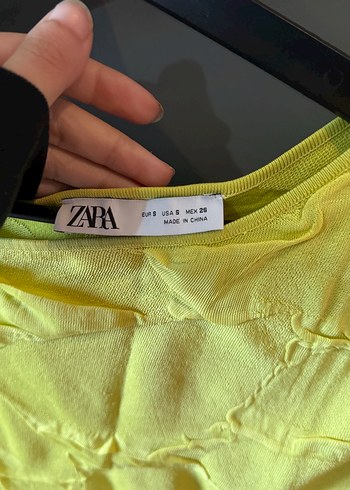 ZARA
EUR S USA S MEX 26
MADE IN CHINA